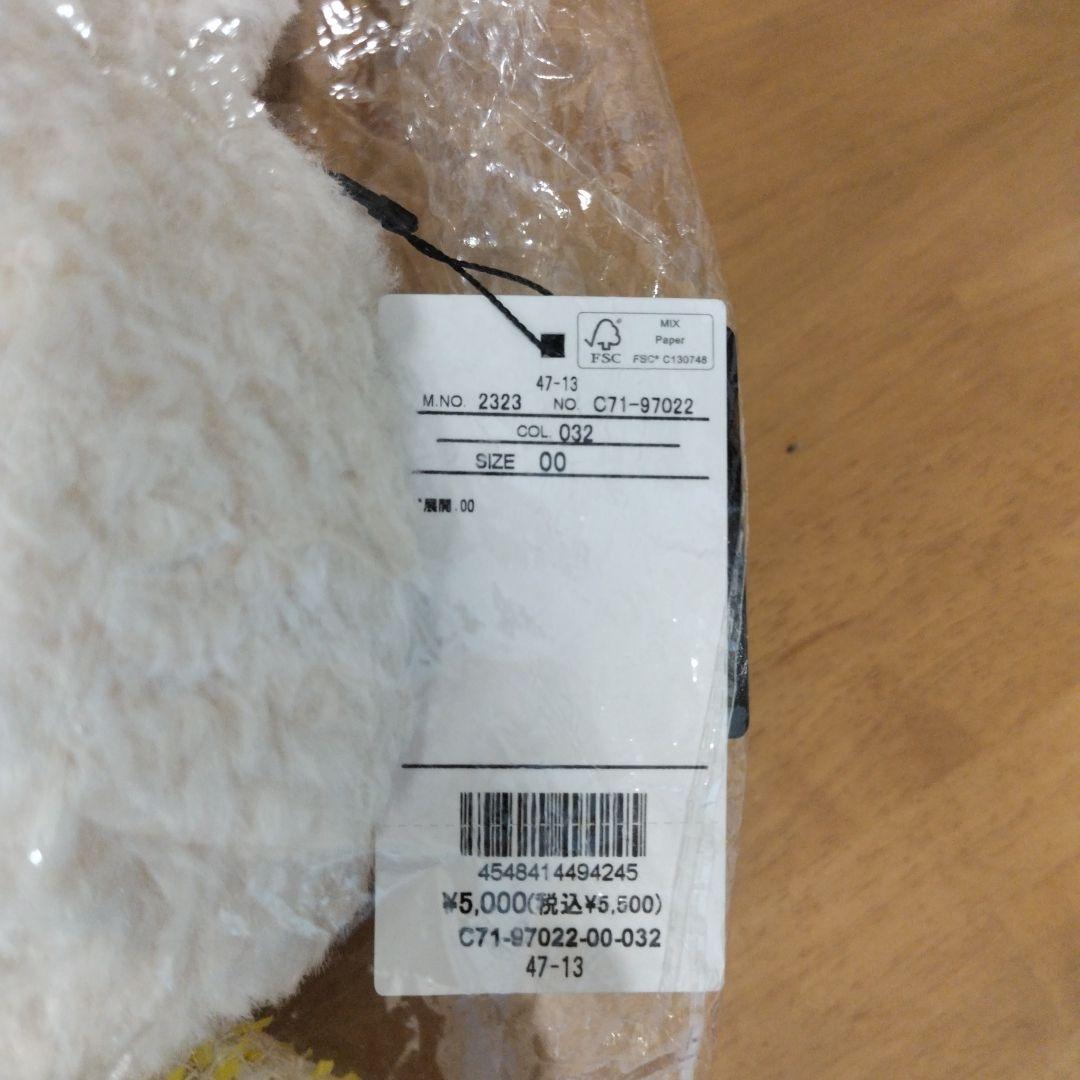 MIX
Paper
FSC
FSC® C130748
47-13
M.NO. 2323 NO. C71-97022
COL. 032
SIZE 00
展開.00
4548414494245
¥5,000(税込¥5,500)
C71-97022-00-032
47-13